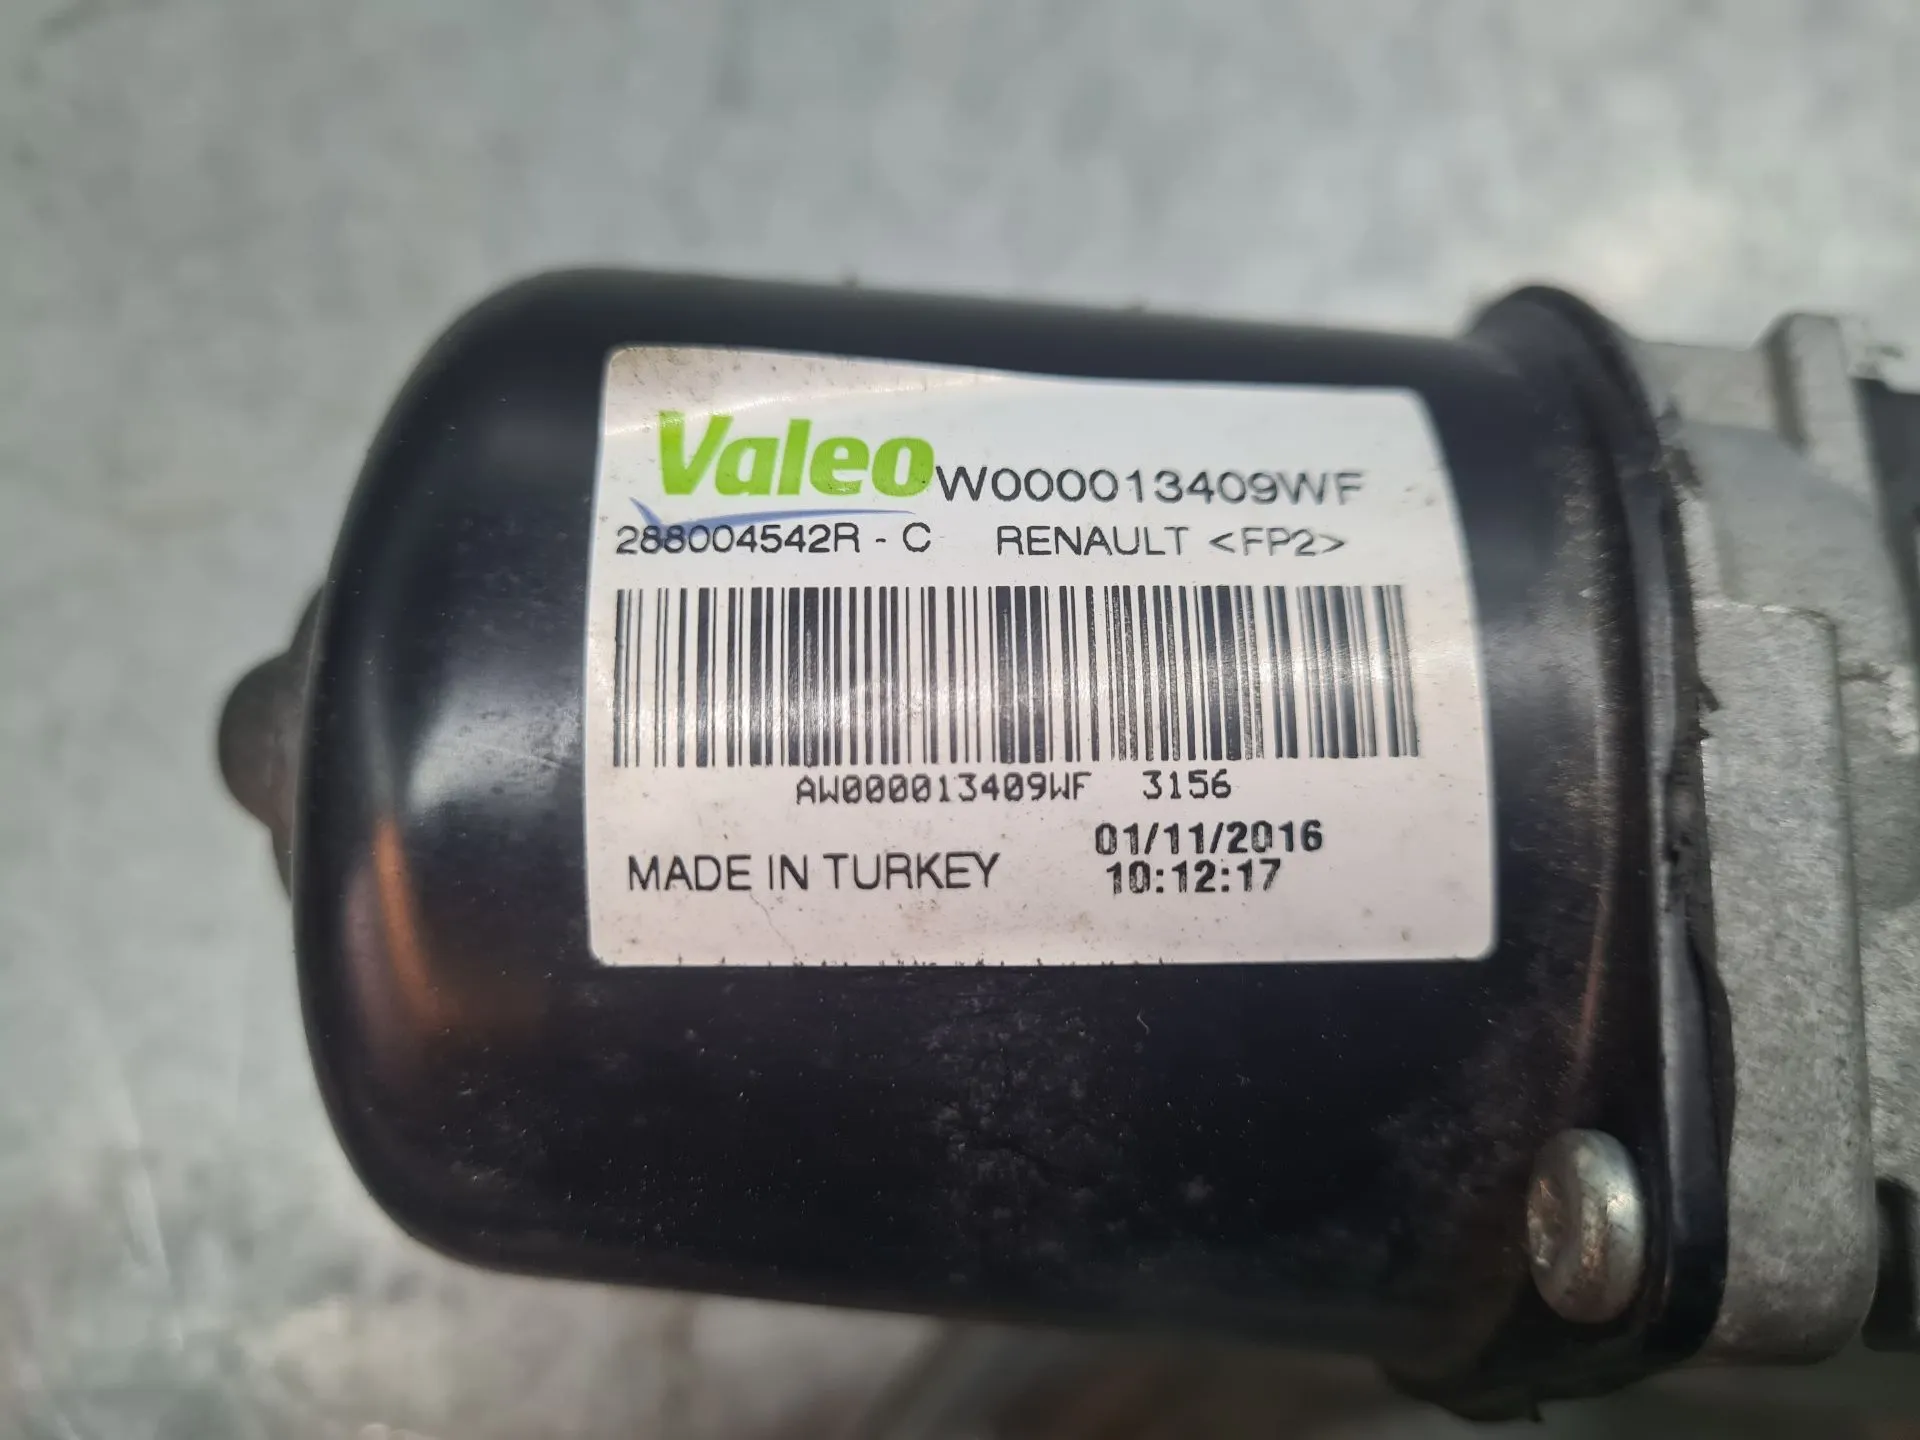 Valeo W000013409WF
288004542R - C RENAULT <FP2>
AW000013409WF 3156
01/11/2016
MADE IN TURKEY 10:12:17